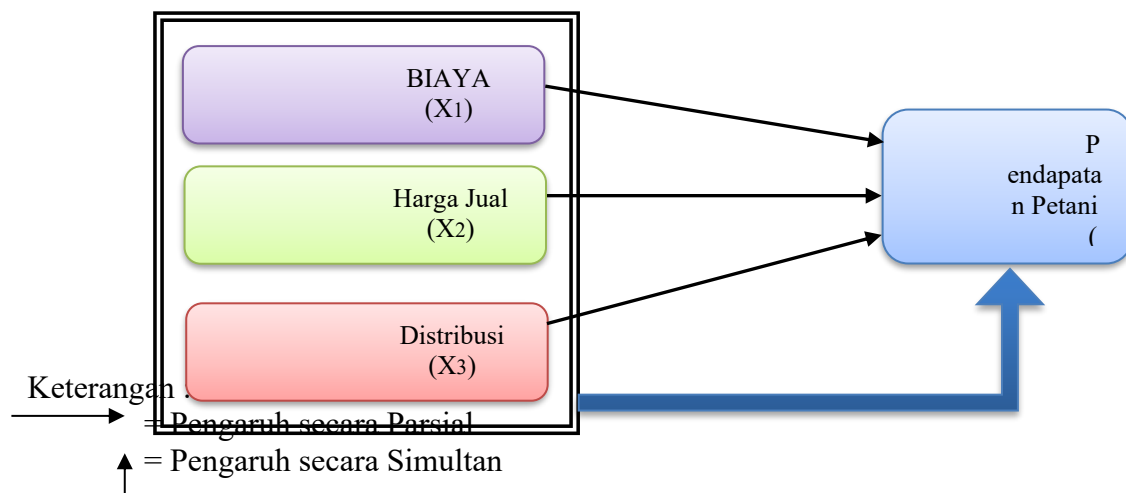 BIAYA
(X1)
Harga Jual
(X2)
Distribusi
(X3)
P
endapata
n Petani
(
Keterangan :
= Pengaruh secara Parsial
= Pengaruh secara Simultan